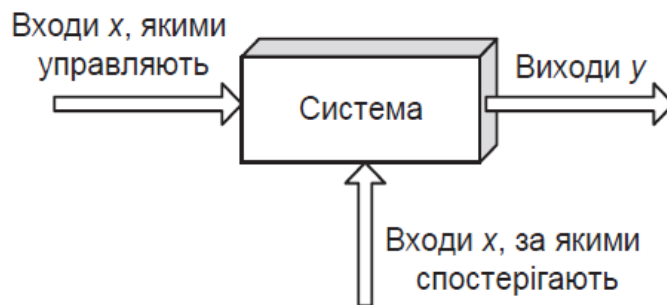 Входи x, якими
управляють
Виходи y
Система
Входи x, за якими
спостерігають